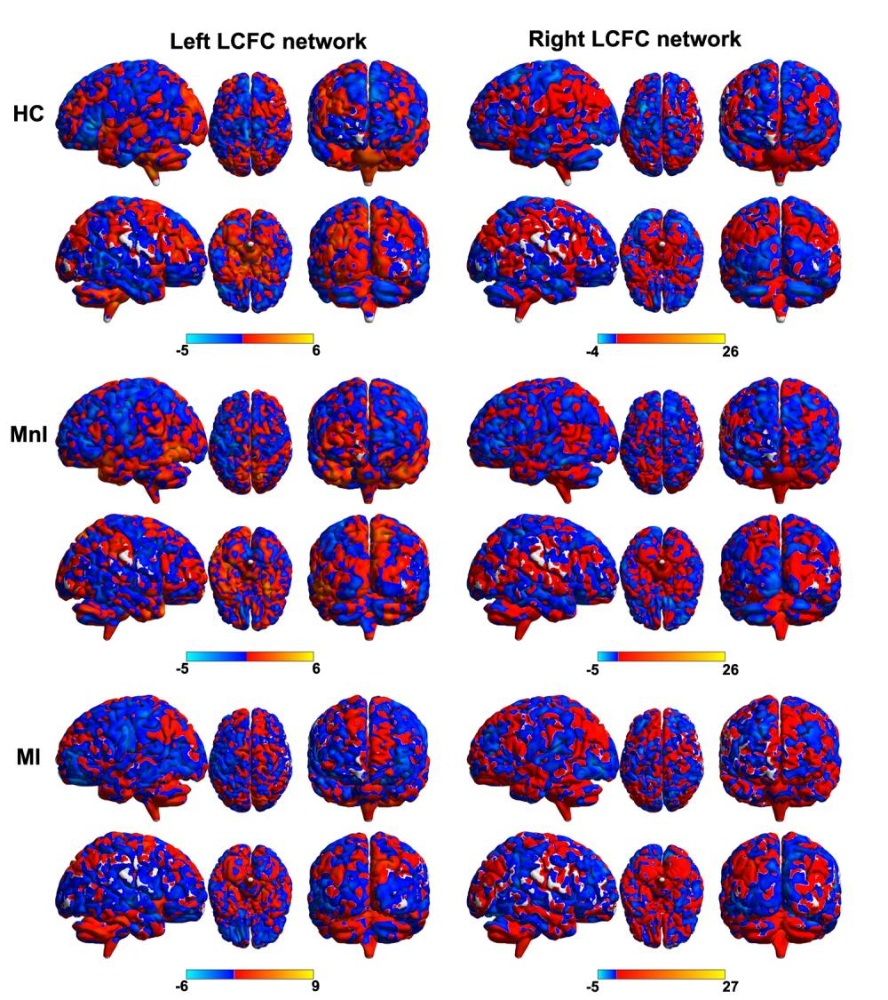 Left LCFC network
Right LCFC network
HC
-5 6
-4 26
MnI
-5 6
-5 26
MI
-6 9
-5 27